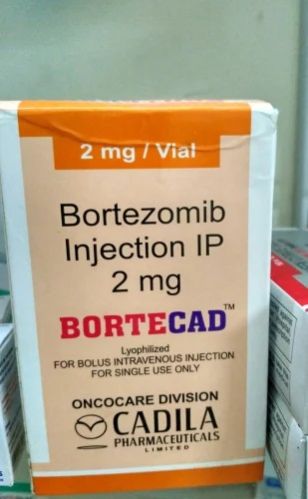 2 mg / Vial
Bortezomib
Injection IP
2 mg
BORTECAD™
Lyophilized
FOR BOLUS INTRAVENOUS INJECTION
FOR SINGLE USE ONLY
ONCOCARE DIVISION
CADILA
PHARMACEUTICALS
LIMITED